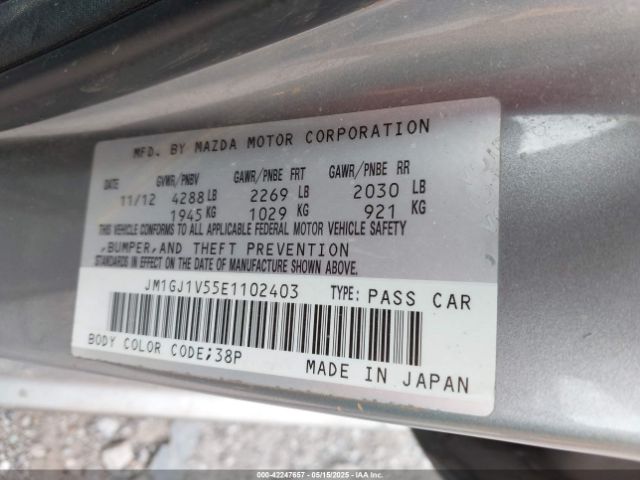 MFD. BY MAZDA MOTOR CORPORATION
DATE GVWR/PNBV GAWR/PNBE FRT GAWR/PNBE RR
11/12 4288 LB 2269 LB 2030 LB
1945 KG 1029 KG 921 KG
THIS VEHICLE CONFORMS TO ALL APPLICABLE FEDERAL MOTOR VEHICLE SAFETY
,BUMPER,AND THEFT PREVENTION
STANDARDS IN EFFECT ON THE DATE OF MANUFACTURE SHOWN ABOVE.
JM1GJ1V55E1102403 TYPE: PASS CAR
BODY COLOR CODE;38P
MADE IN JAPAN
000-42247657 - 05/15/2025 - IAAI.COM